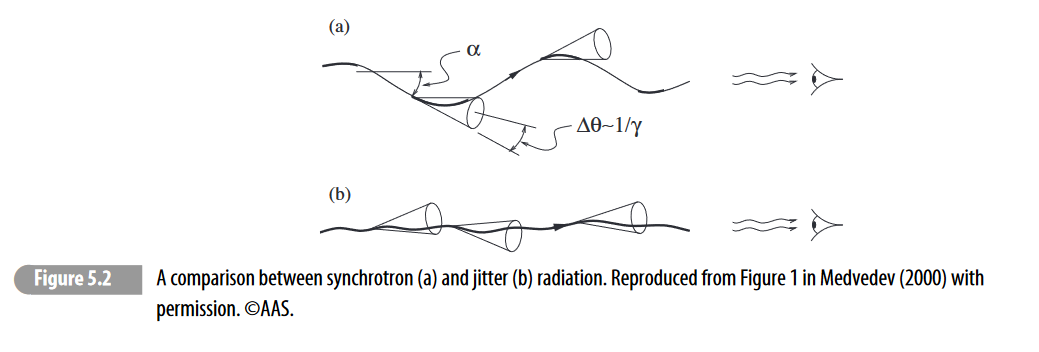 (a)
α
Δθ~1/γ
(b)
Figure 5.2
A comparison between synchrotron (a) and jitter (b) radiation. Reproduced from Figure 1 in Medvedev (2000) with
permission. ©AAS.